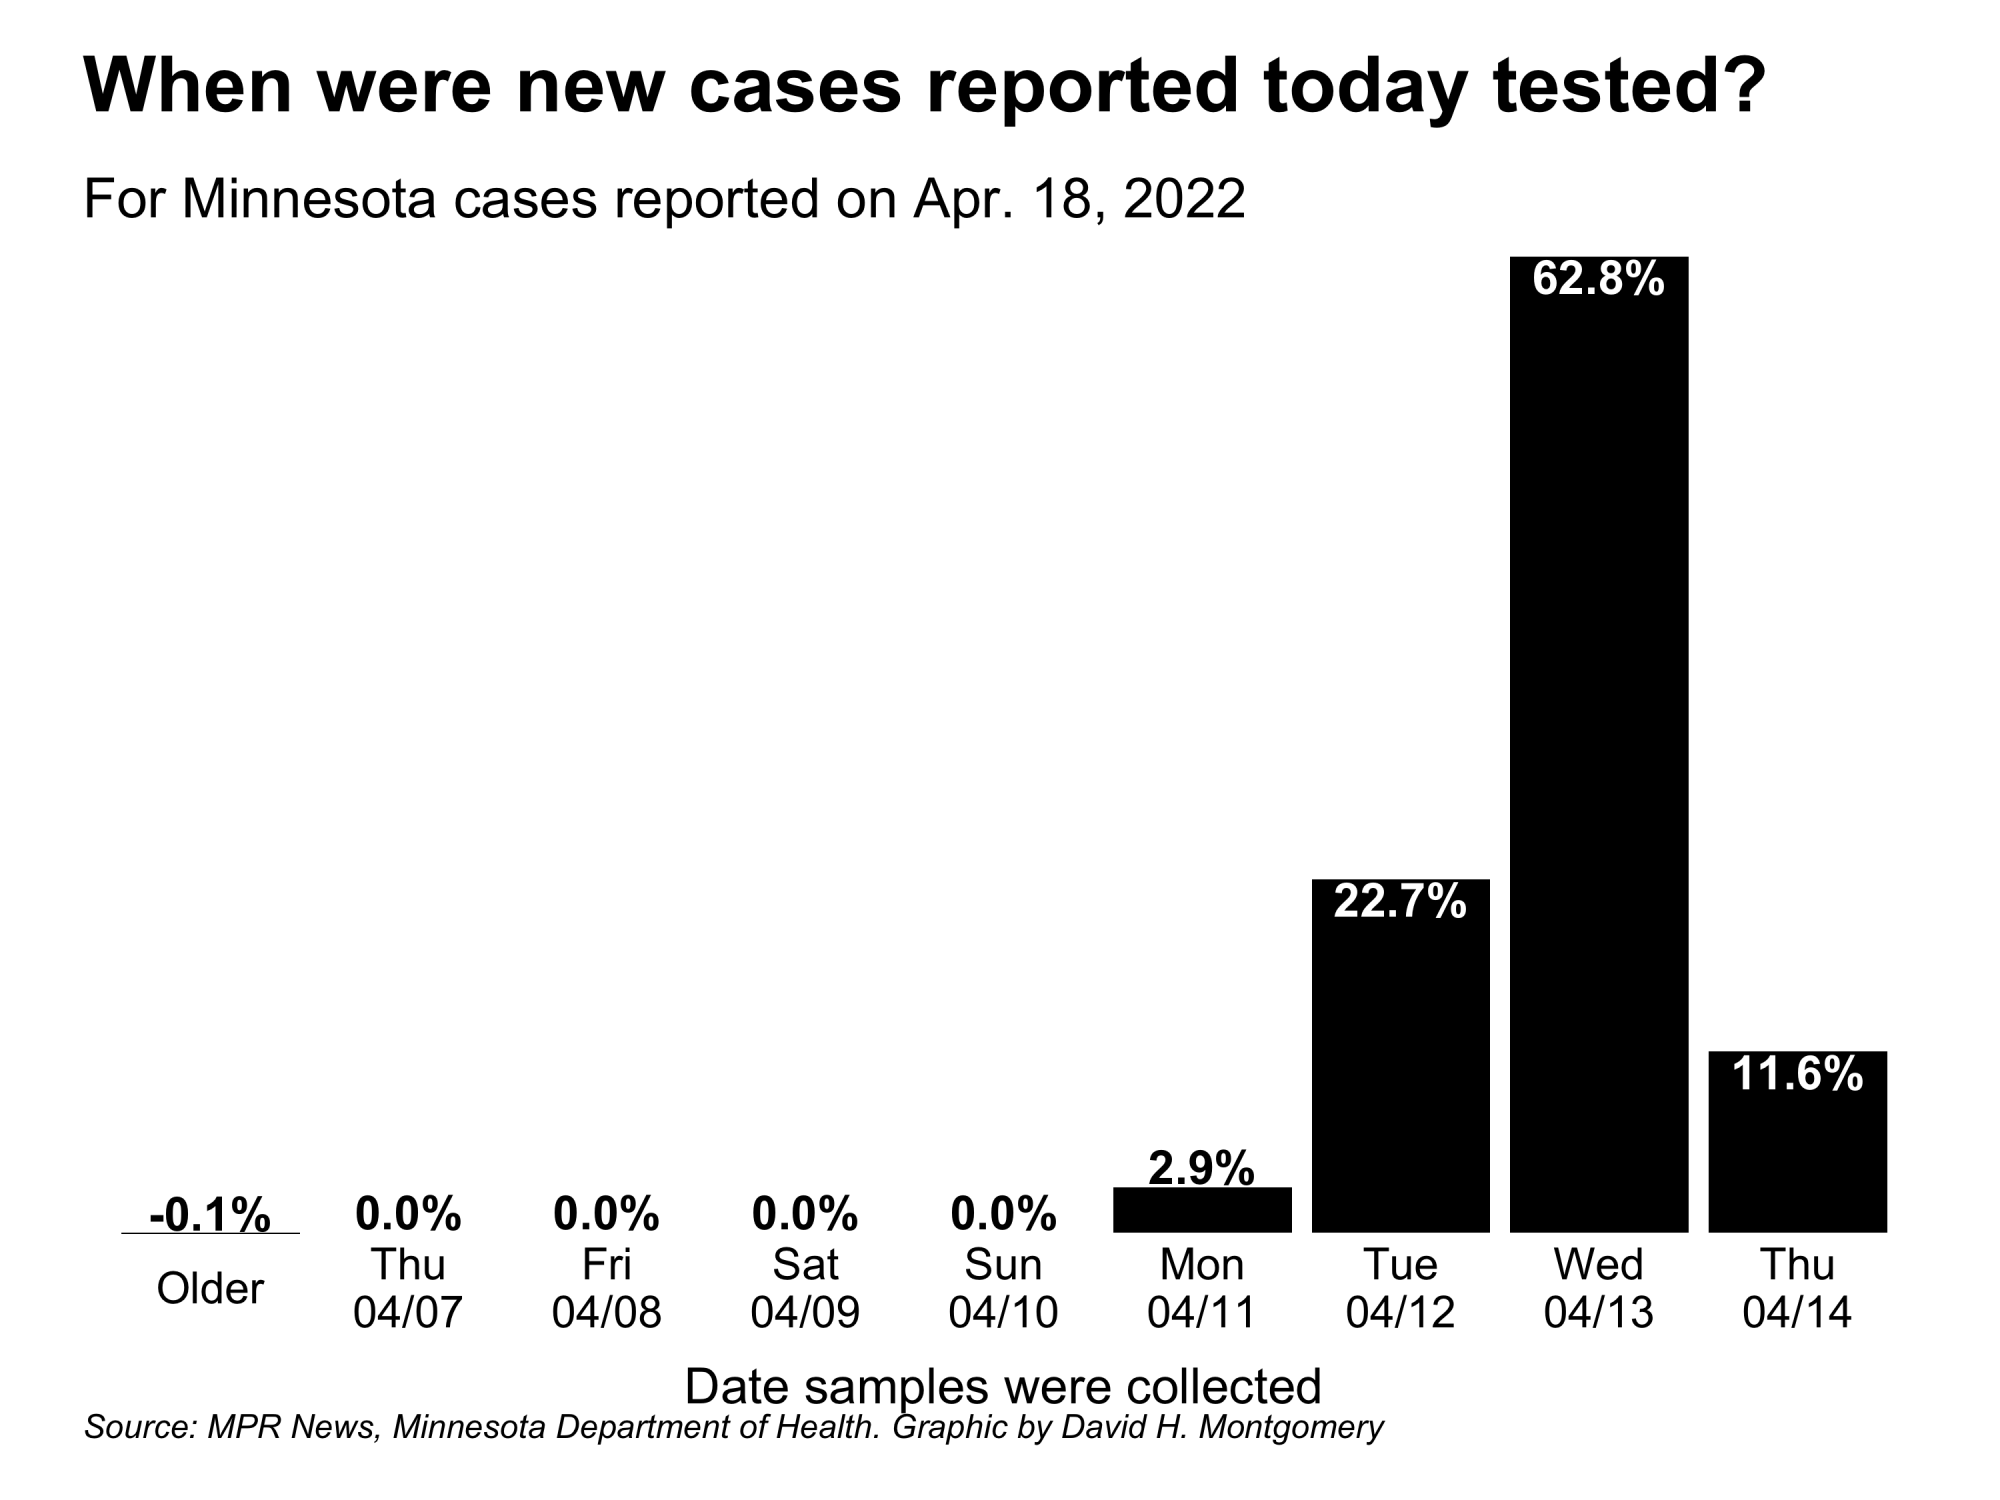 When were new cases reported today tested?
For Minnesota cases reported on Apr. 18, 2022
62.8%
22.7%
11.6%
2.9%
-0.1% 0.0% 0.0% 0.0% 0.0%
Older Thu Fri Sat Sun Mon Tue Wed Thu
04/07 04/08 04/09 04/10 04/11 04/12 04/13 04/14
Date samples were collected
Source: MPR News, Minnesota Department of Health. Graphic by David H. Montgomery